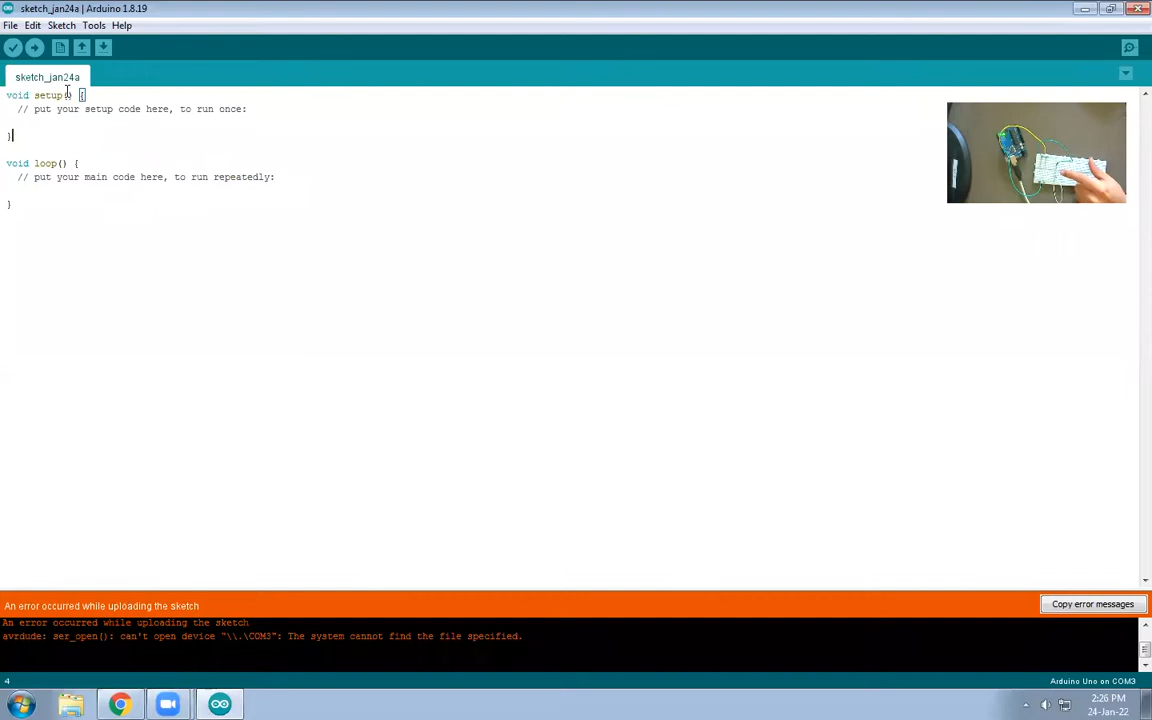 sketch_jan24a | Arduino 1.8.19
File Edit Sketch Tools Help
sketch_jan24a
void setup() {
// put your setup code here, to run once:
}
void loop() {
// put your main code here, to run repeatedly:
}
An error occurred while uploading the sketch
Copy error messages
An error occurred while uploading the sketch
avrdude: ser_open(): can't open device "\\.\COM3": The system cannot find the file specified.
4
Arduino Uno on COM3
2:26 PM
24-Jan-22